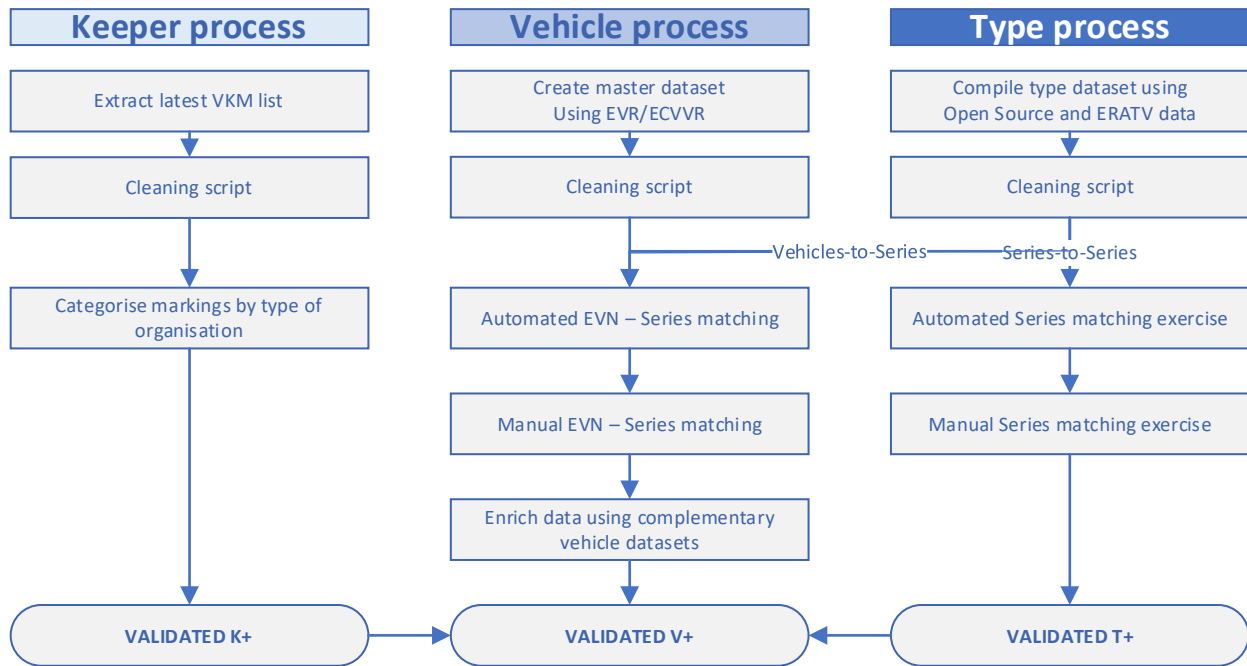 Keeper process
Vehicle process
Type process
Extract latest VKM list
Create master dataset
Using EVR/ECVVR
Compile type dataset using
Open Source and ERATV data
Cleaning script
Cleaning script
Cleaning script
Vehicles-to-Series
Series-to-Series
Categorise markings by type of
organisation
Automated EVN – Series matching
Automated Series matching exercise
Manual EVN – Series matching
Manual Series matching exercise
Enrich data using complementary
vehicle datasets
VALIDATED K+
VALIDATED V+
VALIDATED T+